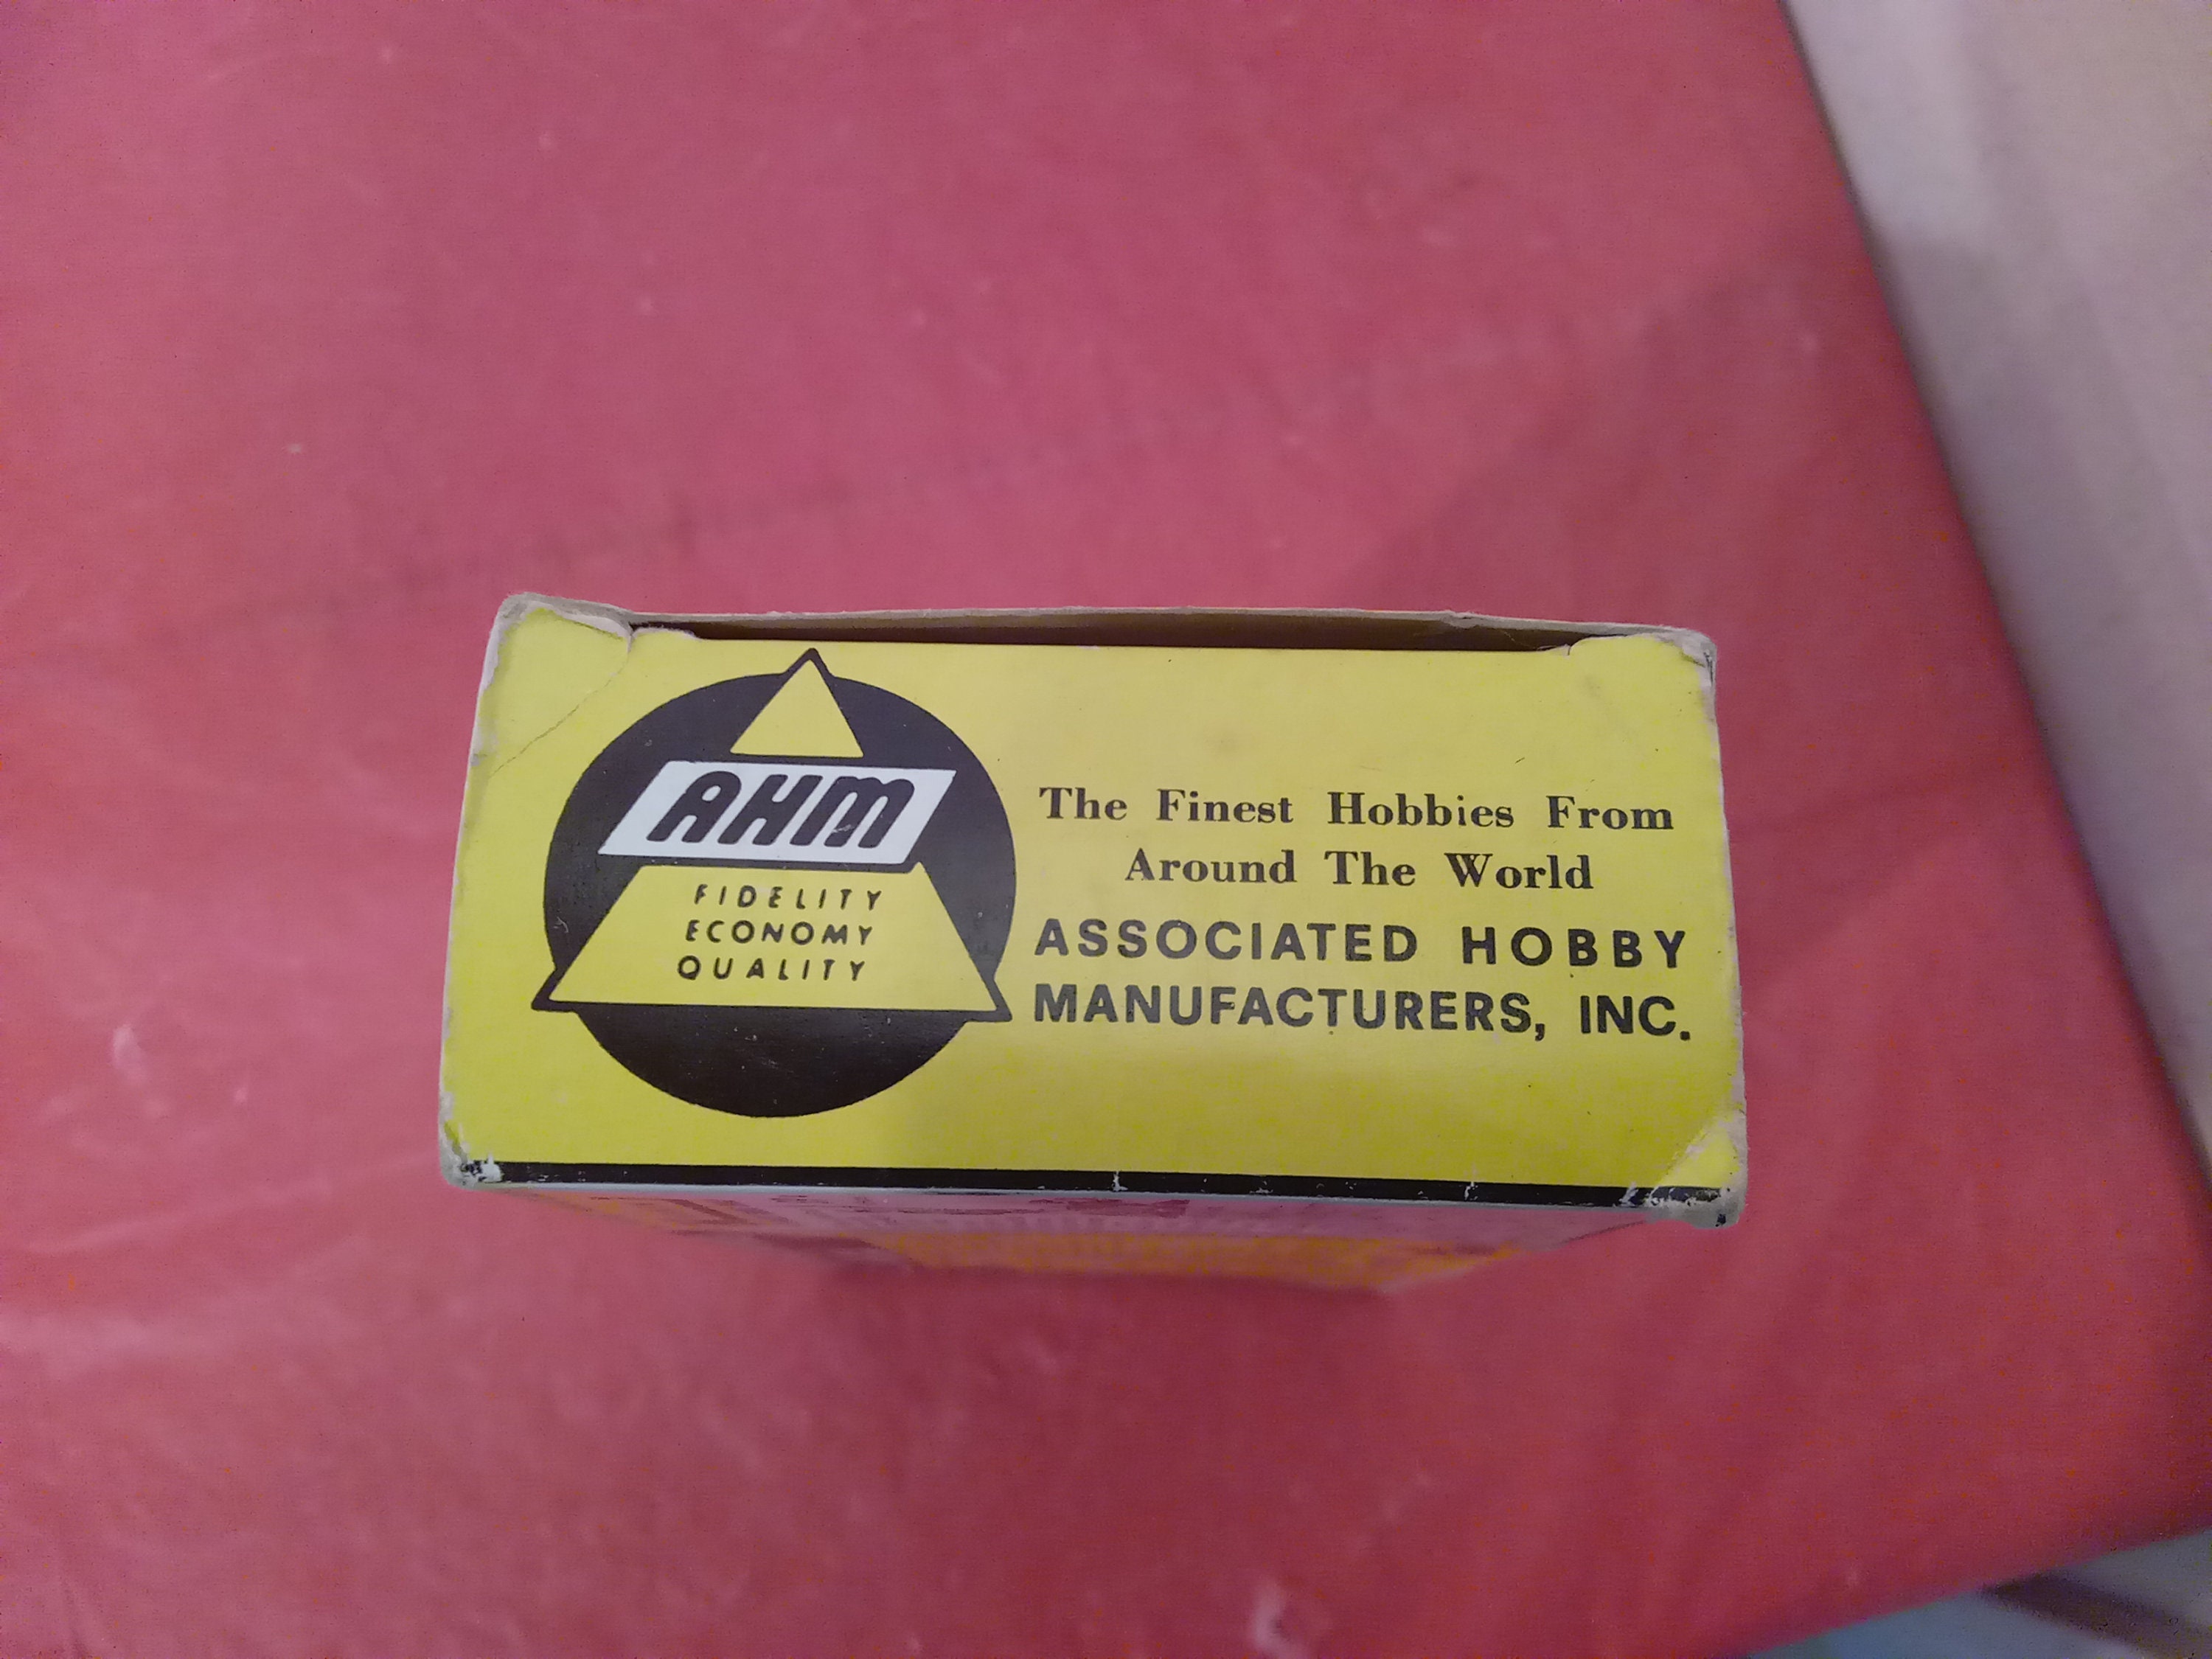 AHM
FIDELITY
ECONOMY
QUALITY
The Finest Hobbies From
Around The World
ASSOCIATED HOBBY
MANUFACTURERS, INC.